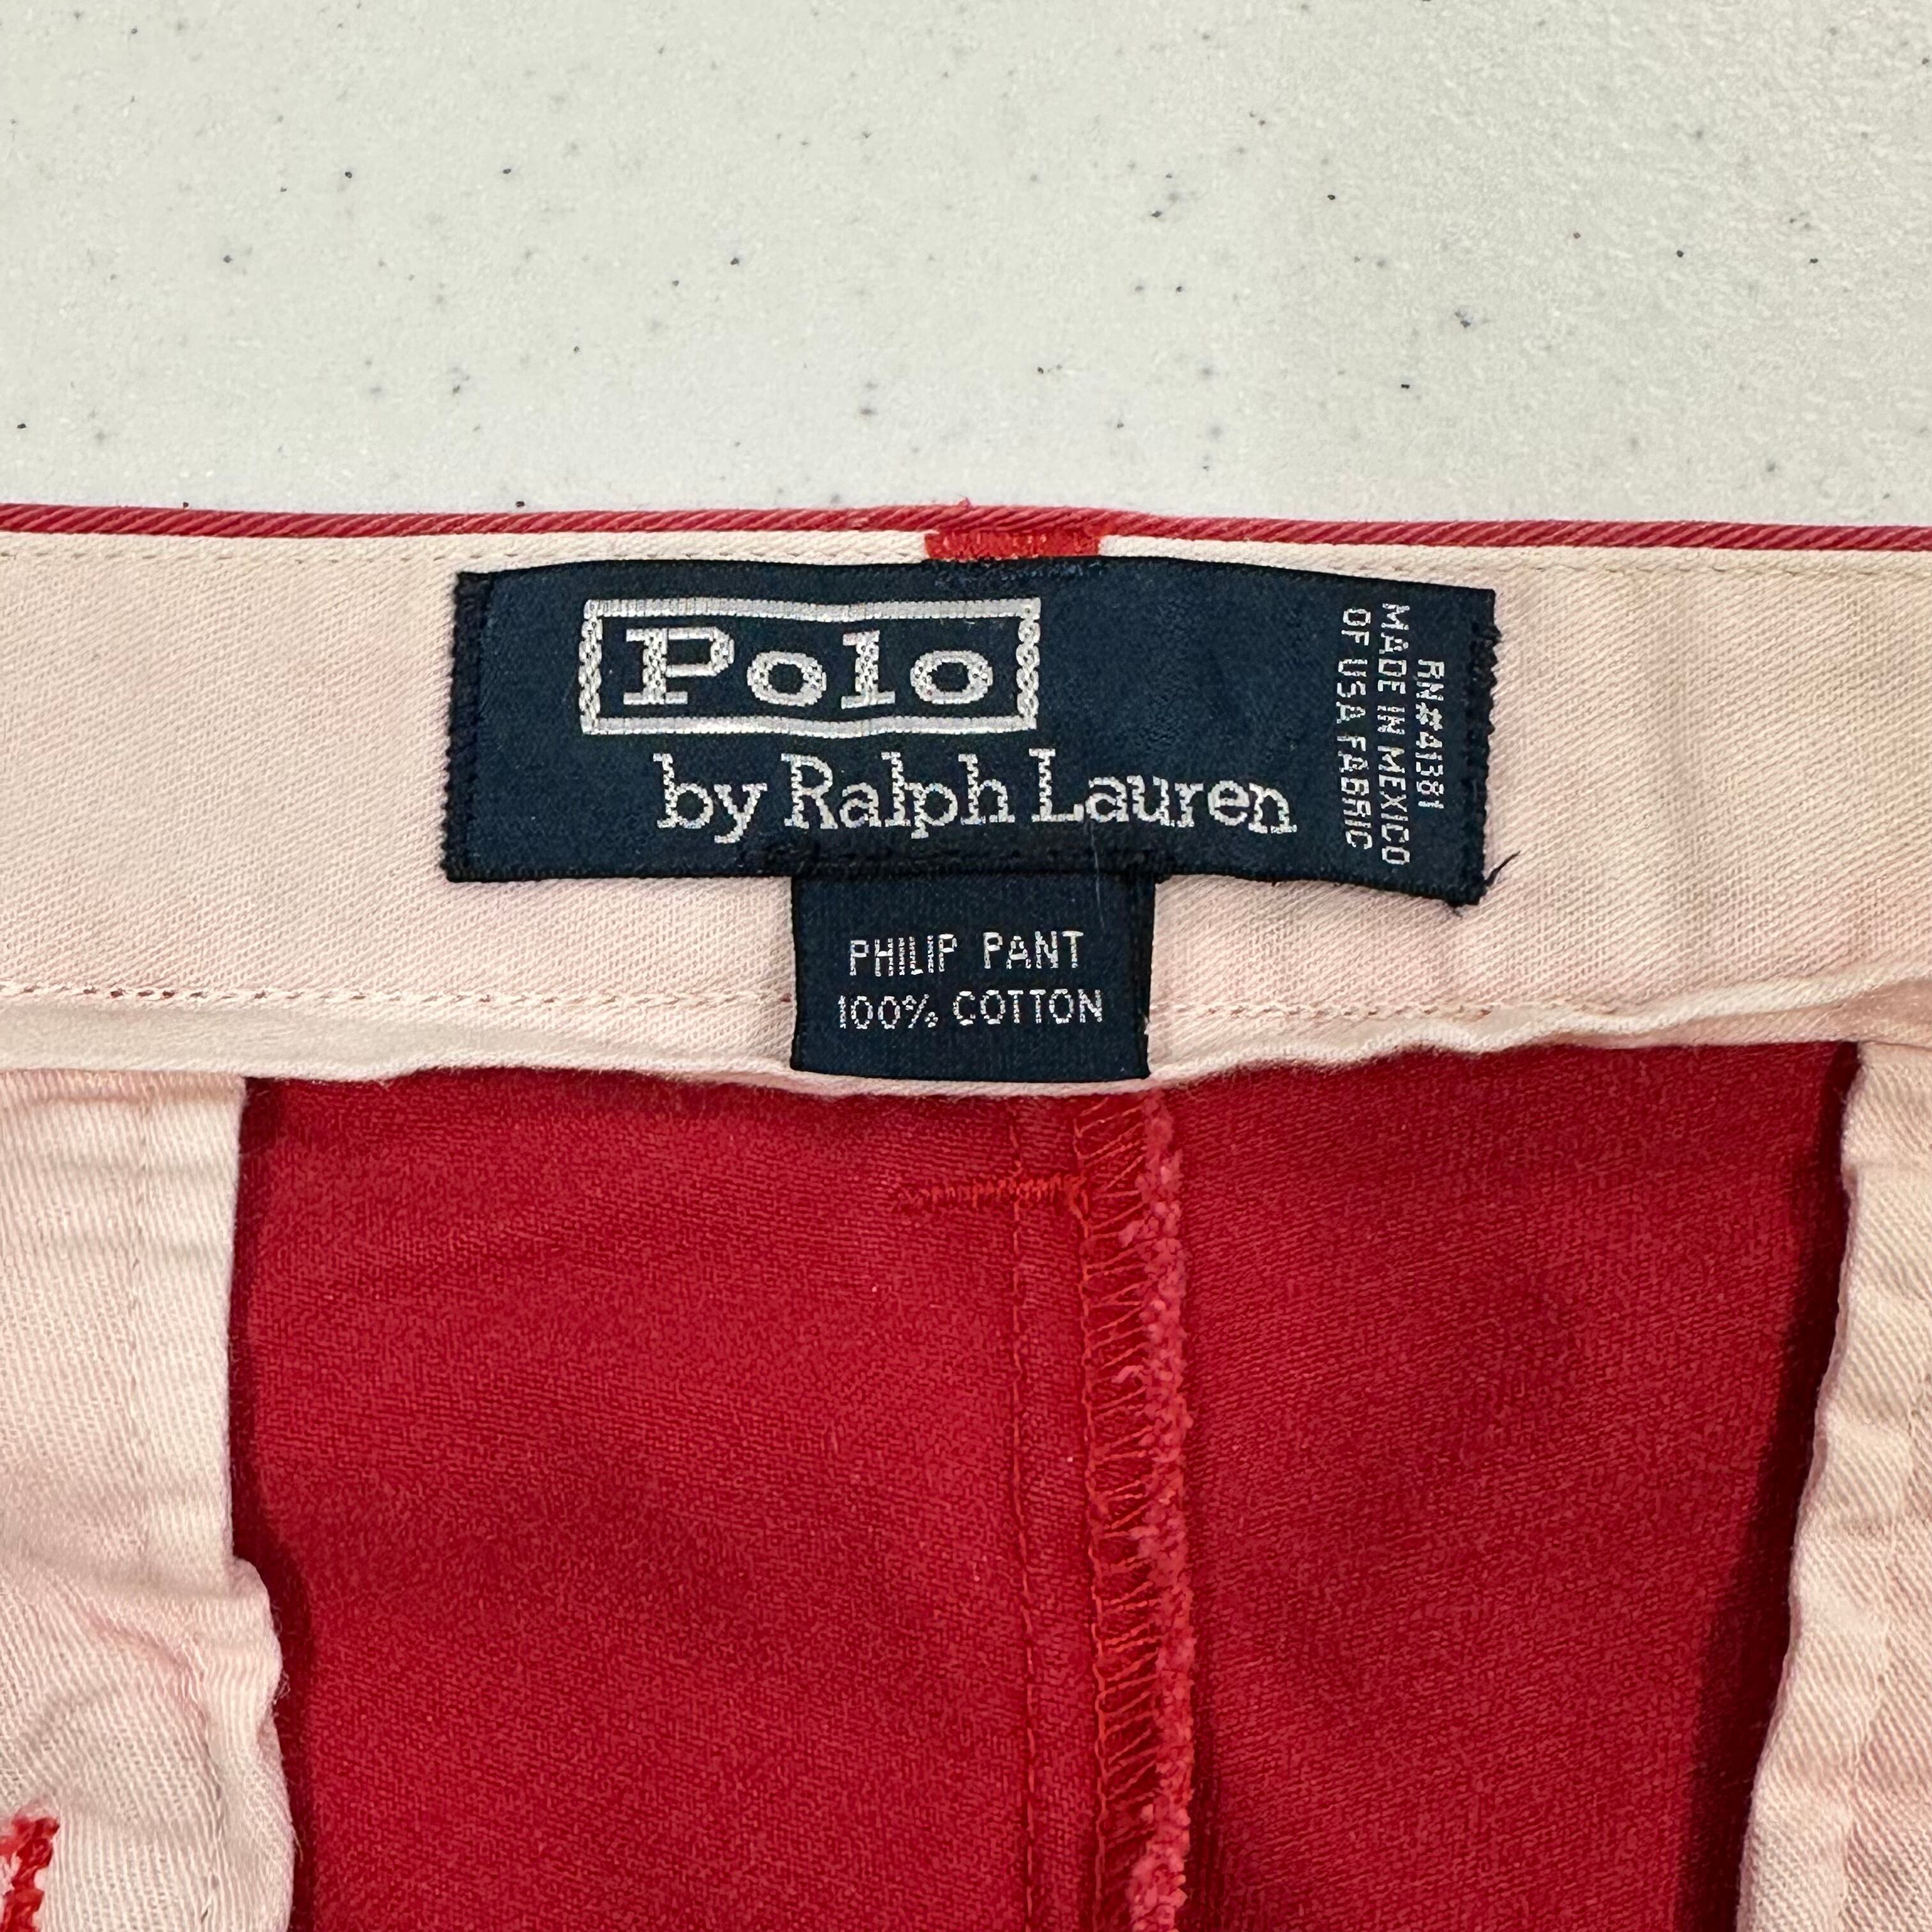 Polo
by Ralph Lauren
RN#41381
MADE IN MEXICO
OF USA FABRIC
PHILIP PANT
100% COTTON